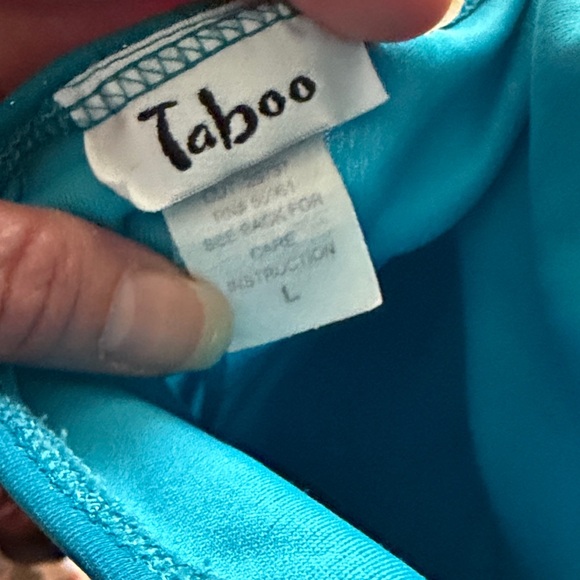 Taboo
SEE BACK FOR
CARE
INSTRUCTION
L